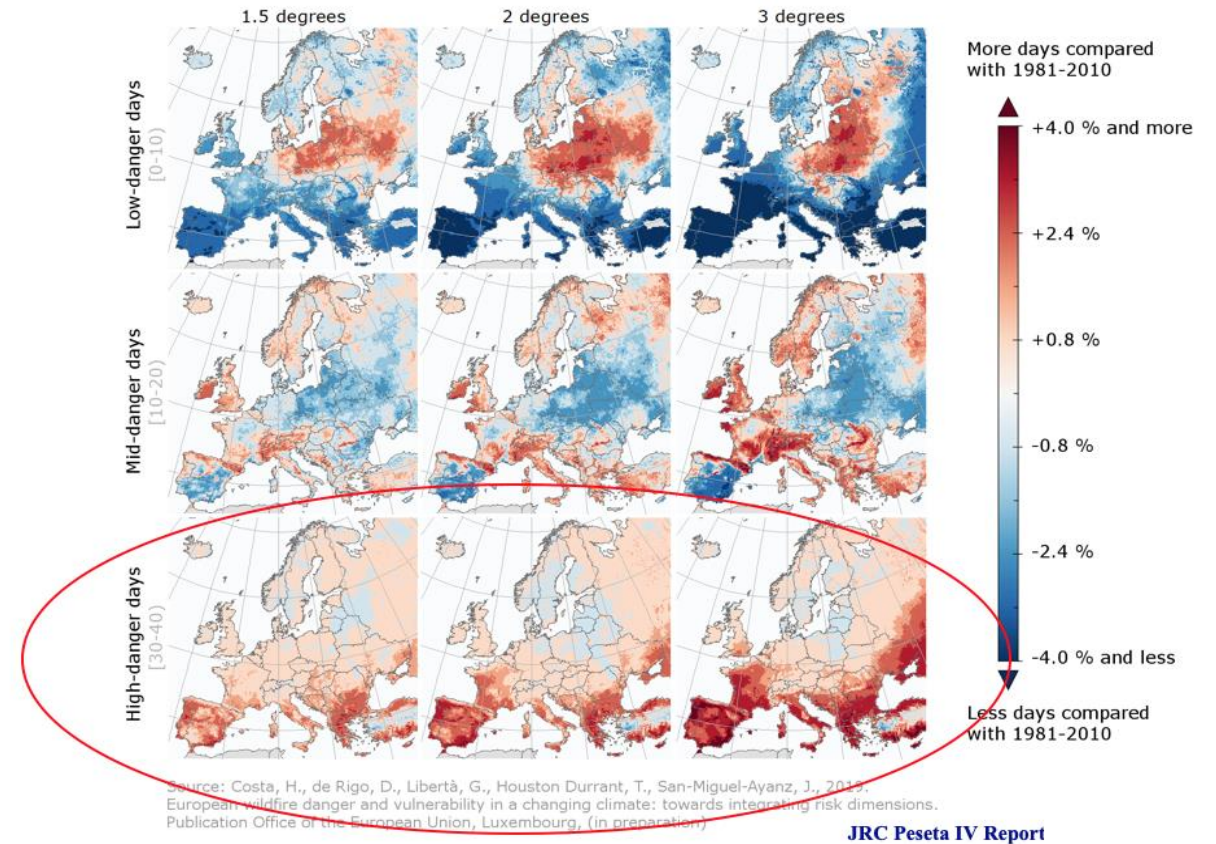 1.5 degrees
2 degrees
3 degrees
More days compared
with 1981-2010
Low-danger days
[0-10]
+4.0 % and more
+2.4 %
Mid-danger days
[10-20]
+0.8 %
-0.8 %
-2.4 %
High-danger days
[30-40]
-4.0 % and less
Less days compared
with 1981-2010
Source: Costa, H., de Rigo, D., Libertà, G., Houston Durrant, T., San-Miguel-Ayanz, J., 2019.
European wildfire danger and vulnerability in a changing climate: towards integrating risk dimensions.
Publication Office of the European Union, Luxembourg, (in preparation)
JRC Peseta IV Report